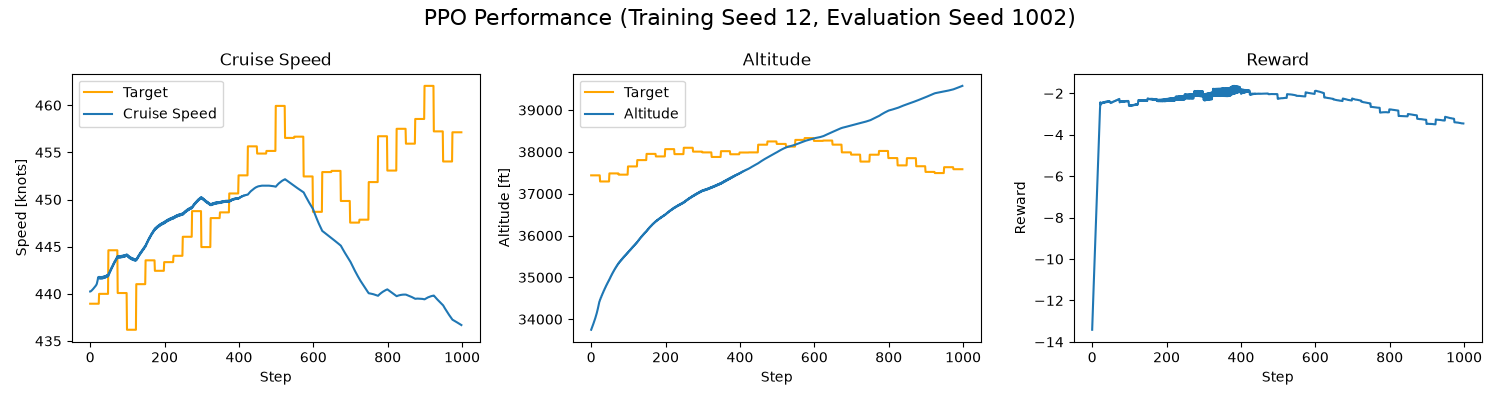 PPO Performance (Training Seed 12, Evaluation Seed 1002)
Cruise Speed
Target
Cruise Speed
460
455
450
445
440
435
Speed [knots]
0 200 400 600 800 1000
Step
Altitude
Target
Altitude
39000
38000
37000
36000
35000
34000
Altitude [ft]
0 200 400 600 800 1000
Step
Reward
−2
−4
−6
−8
−10
−12
−14
Reward
0 200 400 600 800 1000
Step